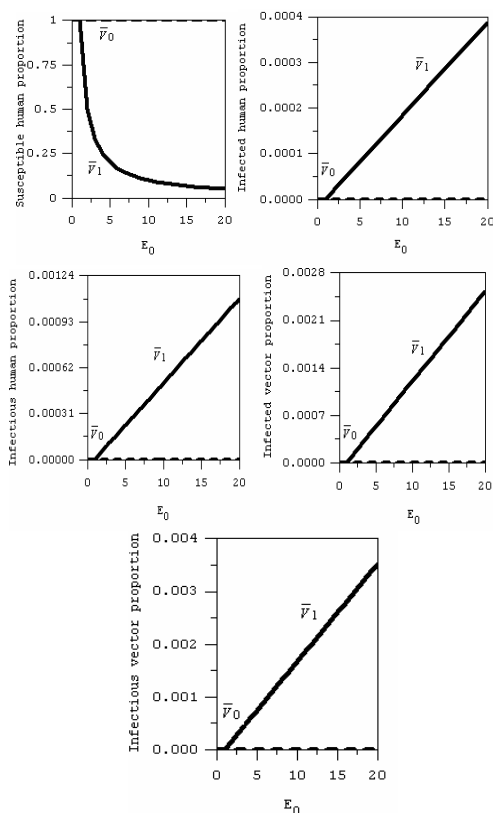 Susceptible human proportion
1
0.75
0.5
0.25
0
V̄0
V̄1
0 5 10 15 20
E0
Infected human proportion
0.0004
0.0003
0.0002
0.0001
0.0000
V̄1
V̄0
0 5 10 15 20
E0
Infectious human proportion
0.00124
0.00093
0.00062
0.00031
0.00000
V̄1
V̄0
0 5 10 15 20
E0
Infected vector proportion
0.0028
0.0021
0.0014
0.0007
0.0000
V̄1
V̄0
0 5 10 15 20
E0
Infectious vector proportion
0.004
0.003
0.002
0.001
0.000
V̄1
V̄0
0 5 10 15 20
E0